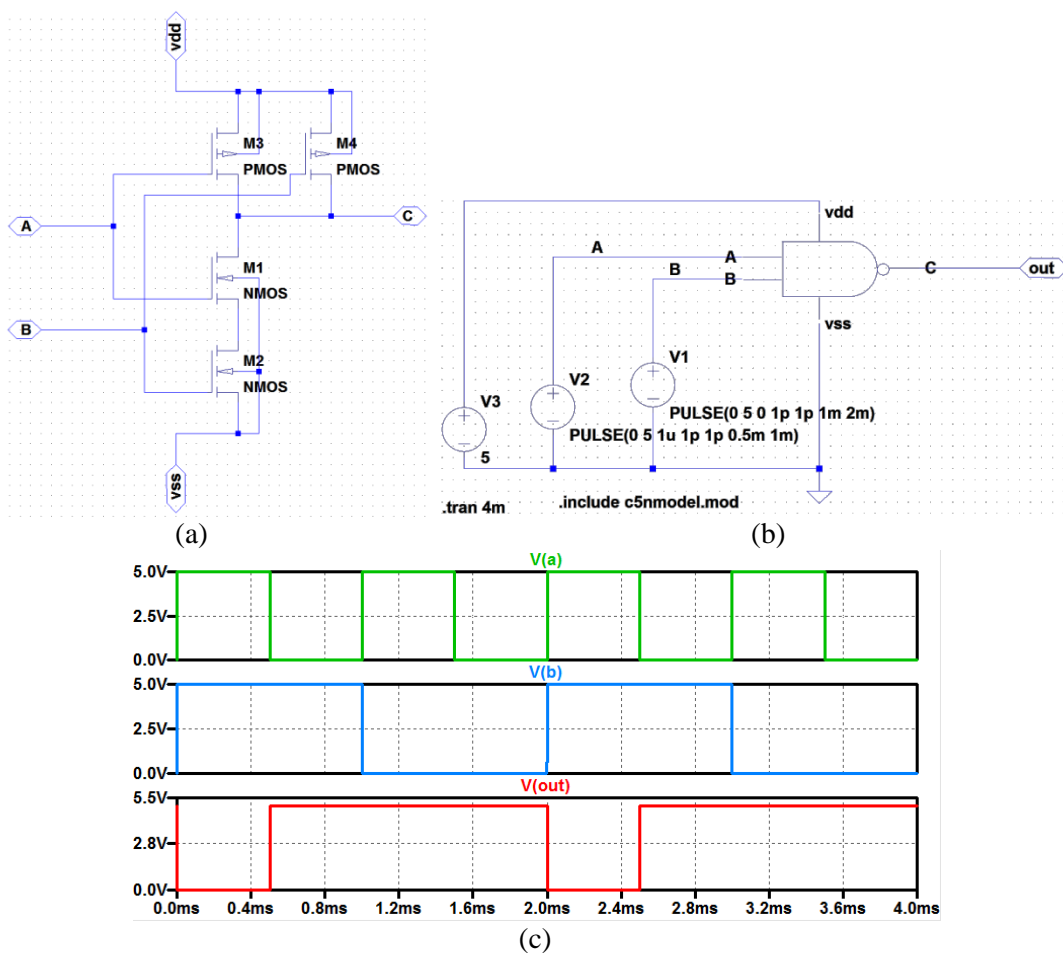 vdd
M3
PMOS
M4
PMOS
A
C
M1
NMOS
B
M2
NMOS
vss
(a)
vdd
A
A
B
B
C
out
vss
V1
PULSE(0 5 0 1p 1p 1m 2m)
V2
PULSE(0 5 1u 1p 1p 0.5m 1m)
V3
5
.tran 4m
.include c5nmodel.mod
(b)
V(a)
5.0V
2.5V
0.0V
V(b)
5.0V
2.5V
0.0V
V(out)
5.5V
2.8V
0.0V
0.0ms 0.4ms 0.8ms 1.2ms 1.6ms 2.0ms 2.4ms 2.8ms 3.2ms 3.6ms 4.0ms
(c)